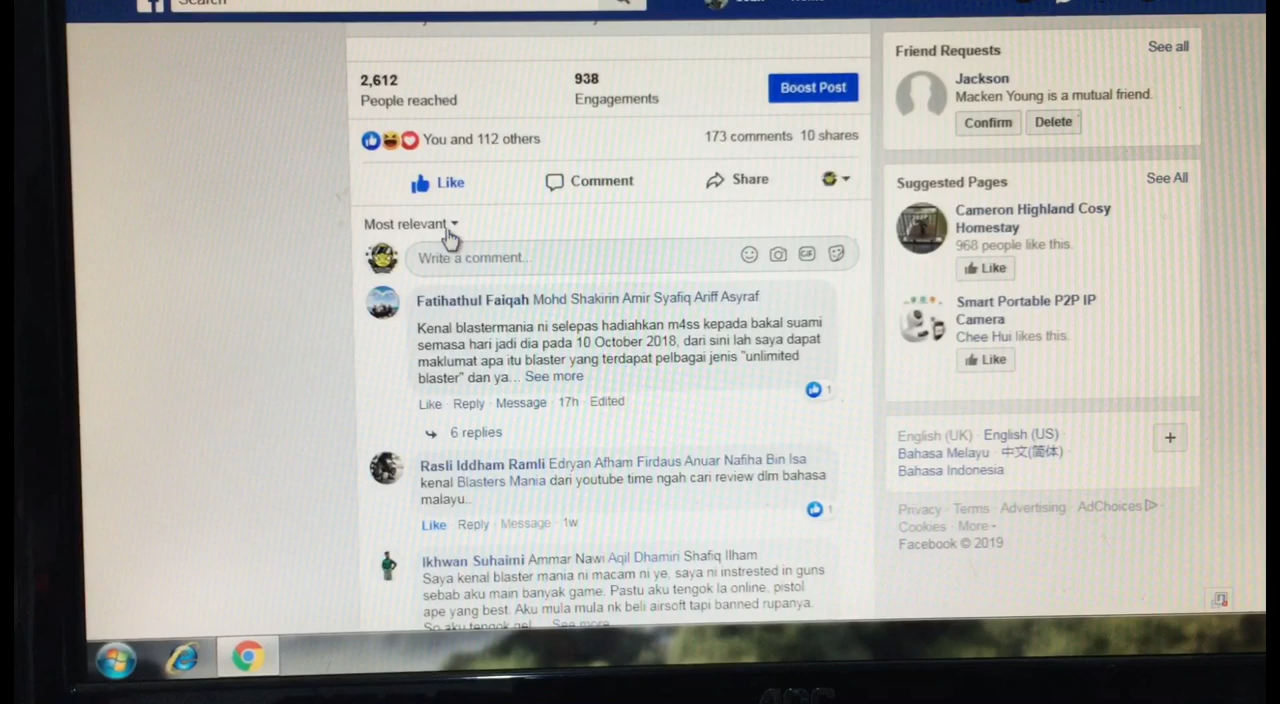 Search
2,612
People reached
938
Engagements
Boost Post
You and 112 others
173 comments 10 shares
Like
Comment
Share
Most relevant
Write a comment...
Fatihathul Faiqah Mohd Shakirin Amir Syafiq Ariff Asyraf
Kenal blastermania ni selepas hadiahkan m4ss kepada bakal suami
semasa hari jadi dia pada 10 October 2018, dari sini lah saya dapat
maklumat apa itu blaster yang terdapat pelbagai jenis "unlimited
blaster" dan ya... See more
1
Like · Reply · Message · 17h · Edited
6 replies
Rasli Iddham Ramli Edryan Afham Firdaus Anuar Nafiha Bin Isa
kenal Blasters Mania dari youtube time ngah cari review dlm bahasa
malayu..
1
Like · Reply · Message · 1w
Ikhwan Suhaimi Ammar Nawi Aqil Dhamiri Shafiq Ilham
Saya kenal blaster mania ni macam ni ye, saya ni instrested in guns
sebab aku main banyak game. Pastu aku tengok la online, pistol
ape yang best. Aku mula mula nk beli airsoft tapi banned rupanya.
So aku tengok gel... See more
Friend Requests
See all
Jackson
Macken Young is a mutual friend.
Confirm
Delete
Suggested Pages
See All
Cameron Highland Cosy
Homestay
968 people like this.
Like
Smart Portable P2P IP
Camera
Chee Hui likes this.
Like
English (UK) · English (US) ·
Bahasa Melayu · 中文(简体) ·
Bahasa Indonesia
+
Privacy · Terms · Advertising · AdChoices ·
Cookies · More
Facebook © 2019